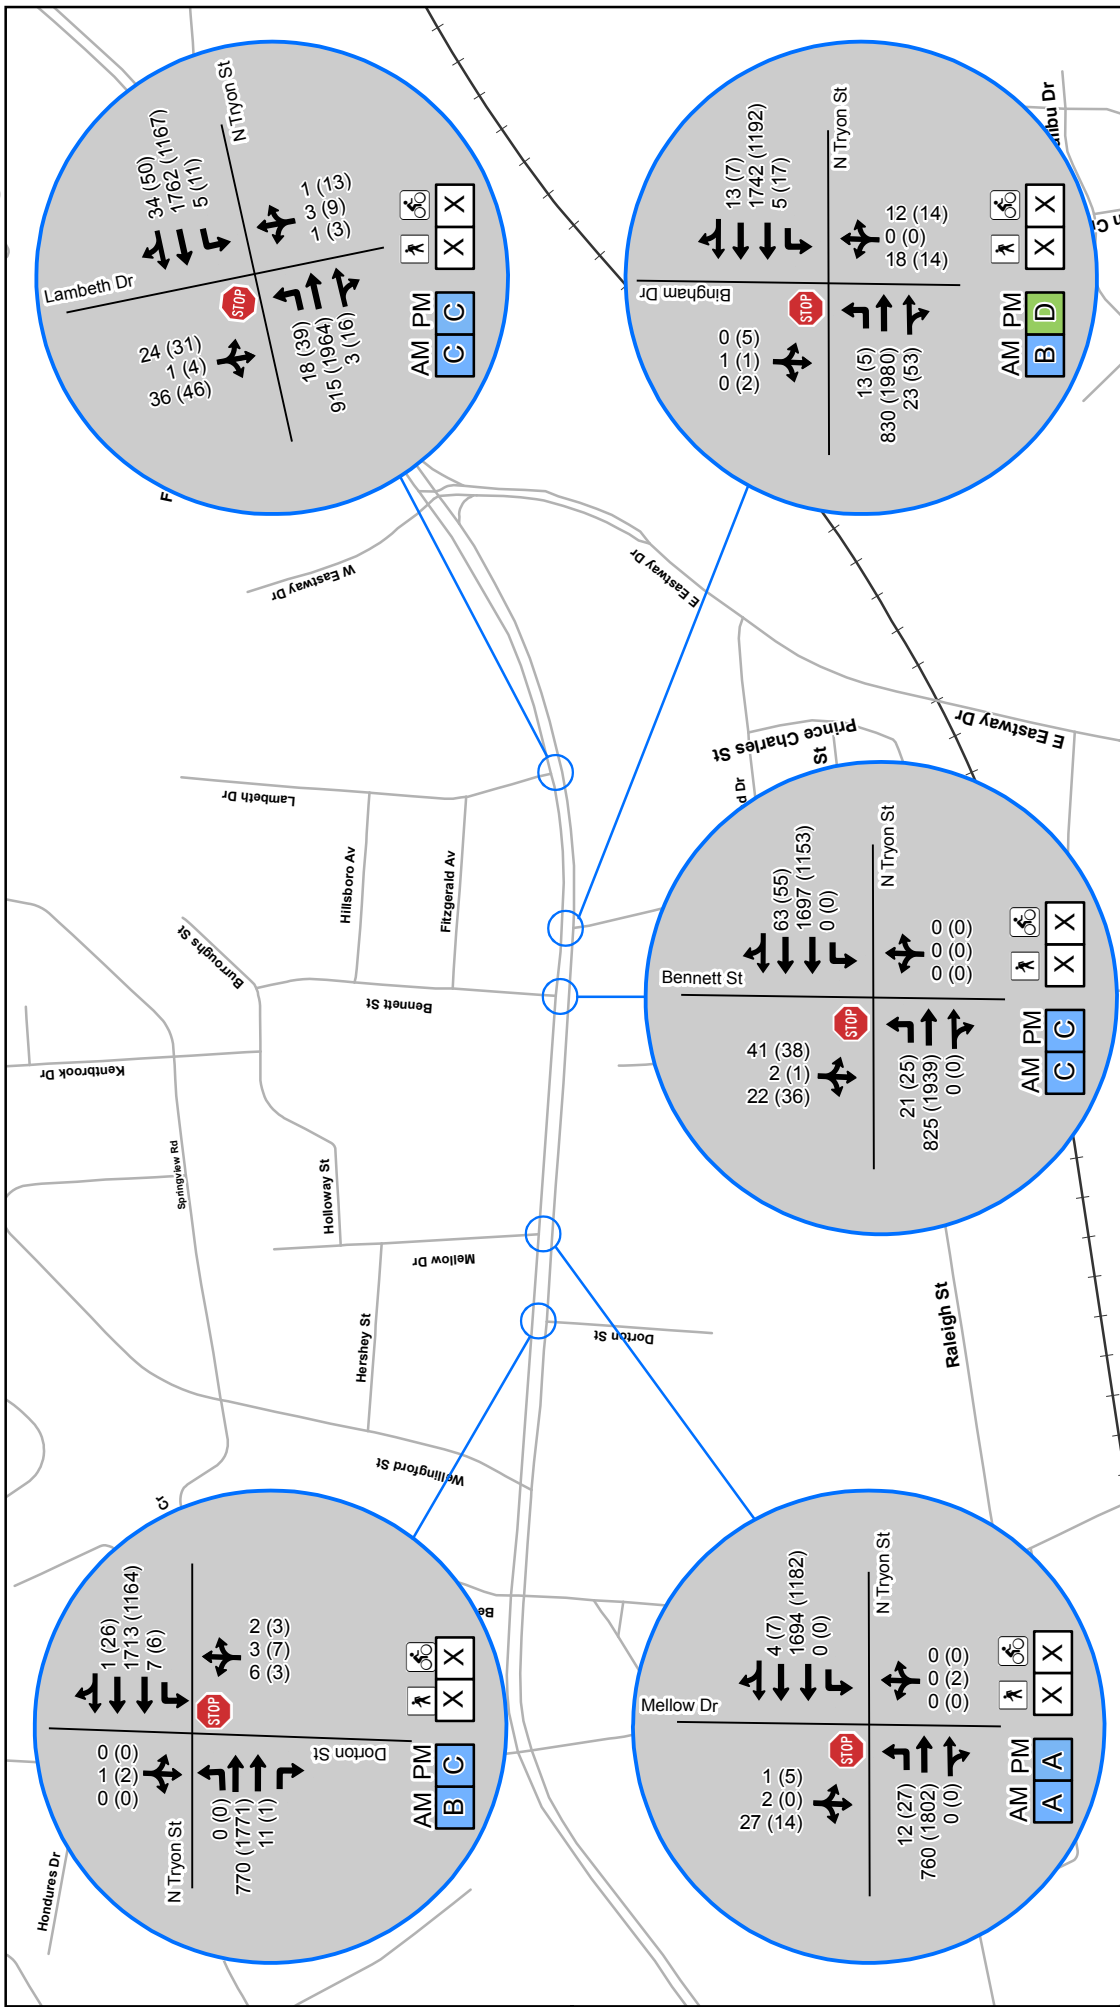 N Tryon St
Lambeth Dr
34 (50)
1762 (1167)
5 (11)
24 (31)
1 (4)
36 (46)
STOP
18 (39)
915 (1964)
3 (16)
1 (13)
3 (9)
1 (3)
AM PM
C C
X X
Bingham Dr
N Tryon St
13 (7)
1742 (1192)
5 (17)
0 (5)
1 (1)
0 (2)
STOP
13 (5)
830 (1980)
23 (53)
12 (14)
0 (0)
18 (14)
AM PM
B D
X X
W Eastway Dr
E Eastway Dr
E Eastway Dr
Prince Charles St
St
d Dr
Lambeth Dr
Hillsboro Av
Fitzgerald Av
Burroughs St
Bennett St
Kentbrook Dr
Springview Rd
Holloway St
Mellow Dr
Hershey St
Dorton St
Wellingford St
Raleigh St
Bennett St
N Tryon St
63 (55)
1697 (1153)
0 (0)
41 (38)
2 (1)
22 (36)
STOP
21 (25)
825 (1939)
0 (0)
0 (0)
0 (0)
0 (0)
AM PM
C C
X X
Cr
Be
Hondures Dr
N Tryon St
Dorton St
1 (26)
1713 (1164)
7 (6)
0 (0)
1 (2)
0 (0)
STOP
0 (0)
770 (1771)
11 (1)
2 (3)
3 (7)
6 (3)
AM PM
B C
X X
Mellow Dr
N Tryon St
4 (7)
1694 (1182)
0 (0)
1 (5)
2 (0)
27 (14)
STOP
12 (27)
760 (1802)
0 (0)
0 (0)
0 (2)
0 (0)
AM PM
A A
X X